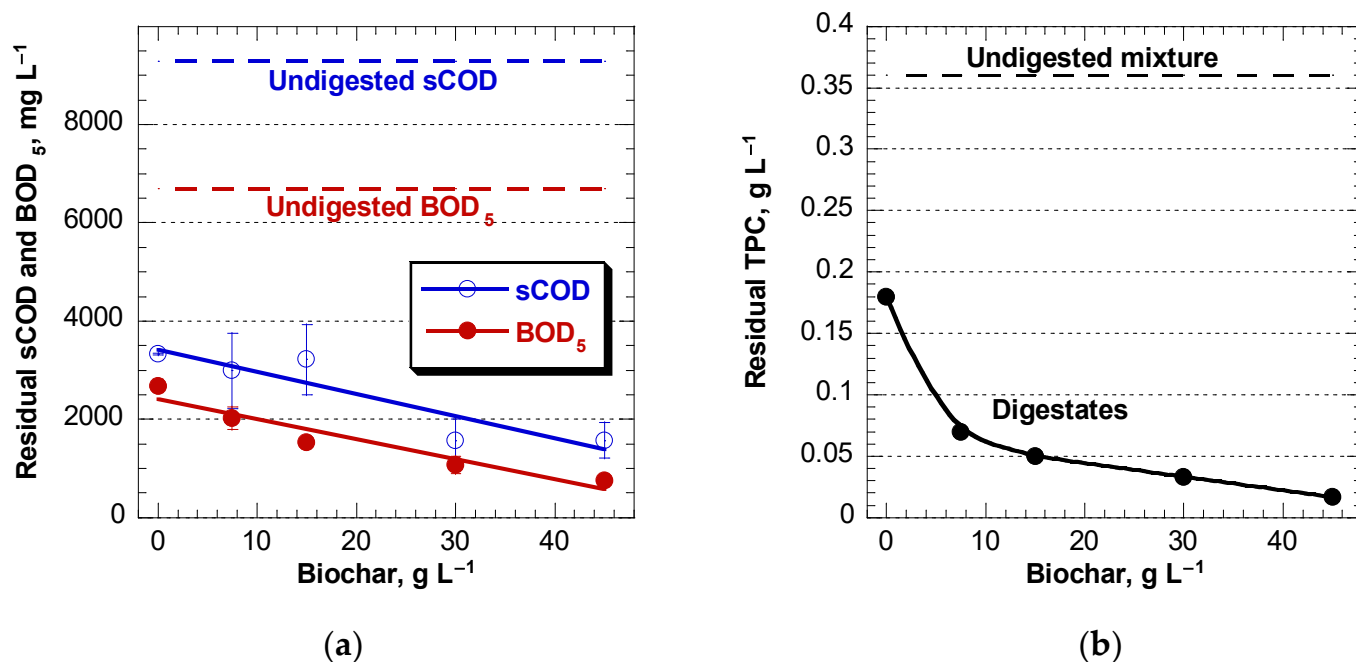 Residual sCOD and BOD5, mg L−1
8000
6000
4000
2000
0
Undigested sCOD
Undigested BOD5
sCOD
BOD5
0 10 20 30 40
Biochar, g L−1
(a)
Residual TPC, g L−1
0.4
0.35
0.3
0.25
0.2
0.15
0.1
0.05
0
Undigested mixture
Digestates
0 10 20 30 40
Biochar, g L−1
(b)